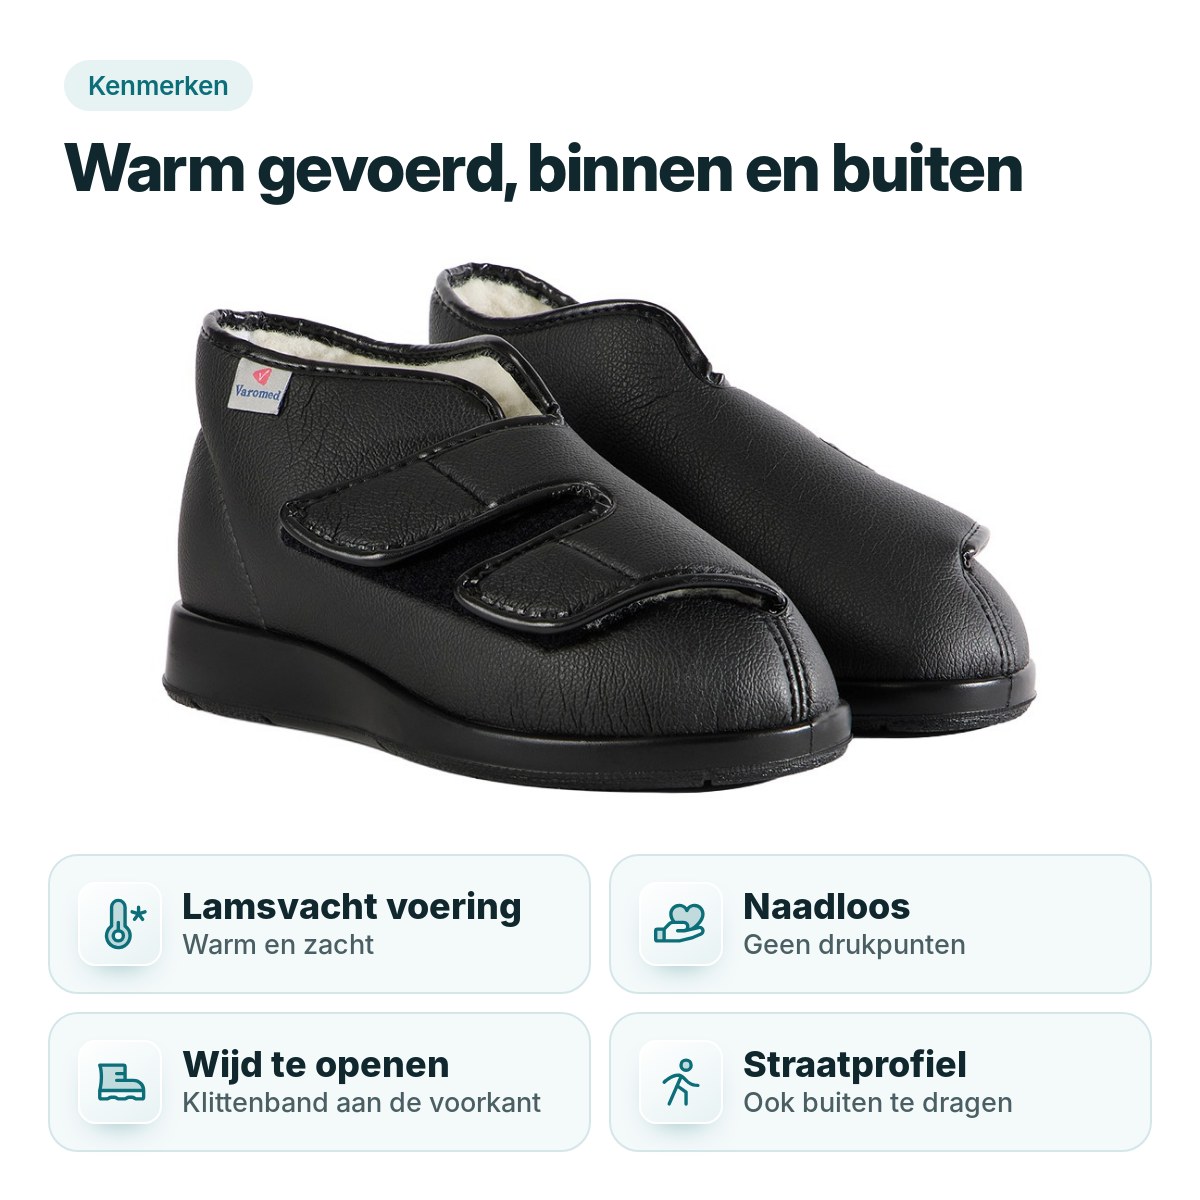 Kenmerken
Warm gevoerd, binnen en buiten
Varomed
Lamsvacht voering
Warm en zacht
Naadloos
Geen drukpunten
Wijd te openen
Klittenband aan de voorkant
Straatprofiel
Ook buiten te dragen